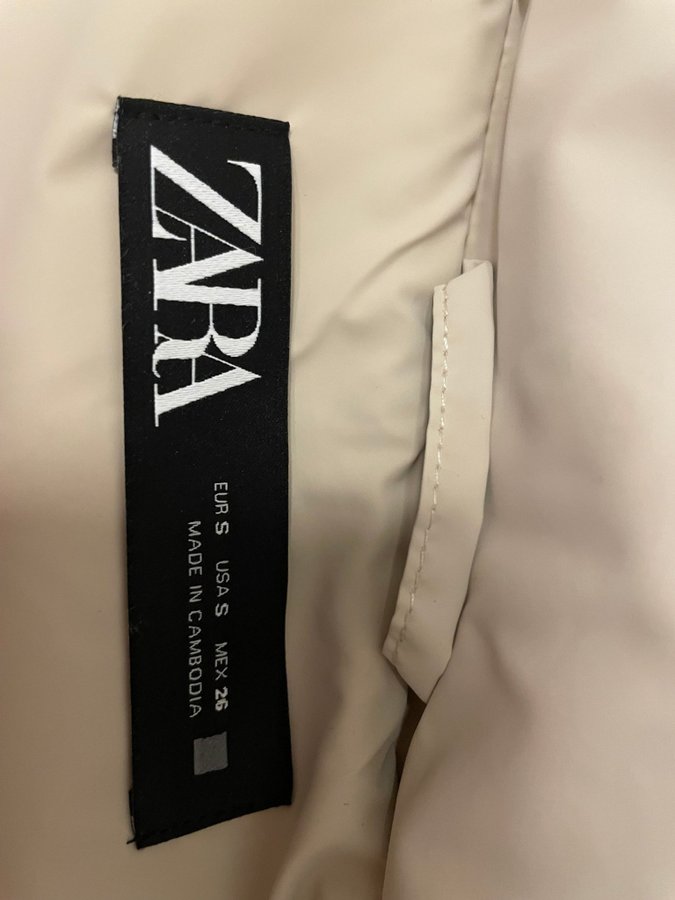 ZARA
EUR S USA S MEX 26
MADE IN CAMBODIA